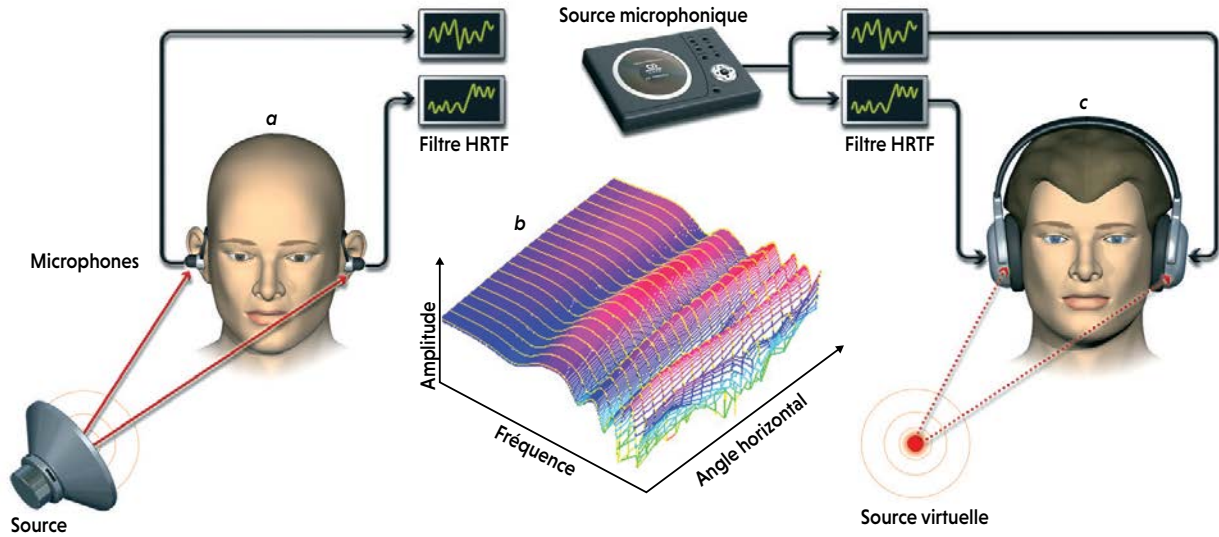 Source microphonique
a
Filtre HRTF
Filtre HRTF
c
b
Microphones
Amplitude
Fréquence
Angle horizontal
Source
Source virtuelle